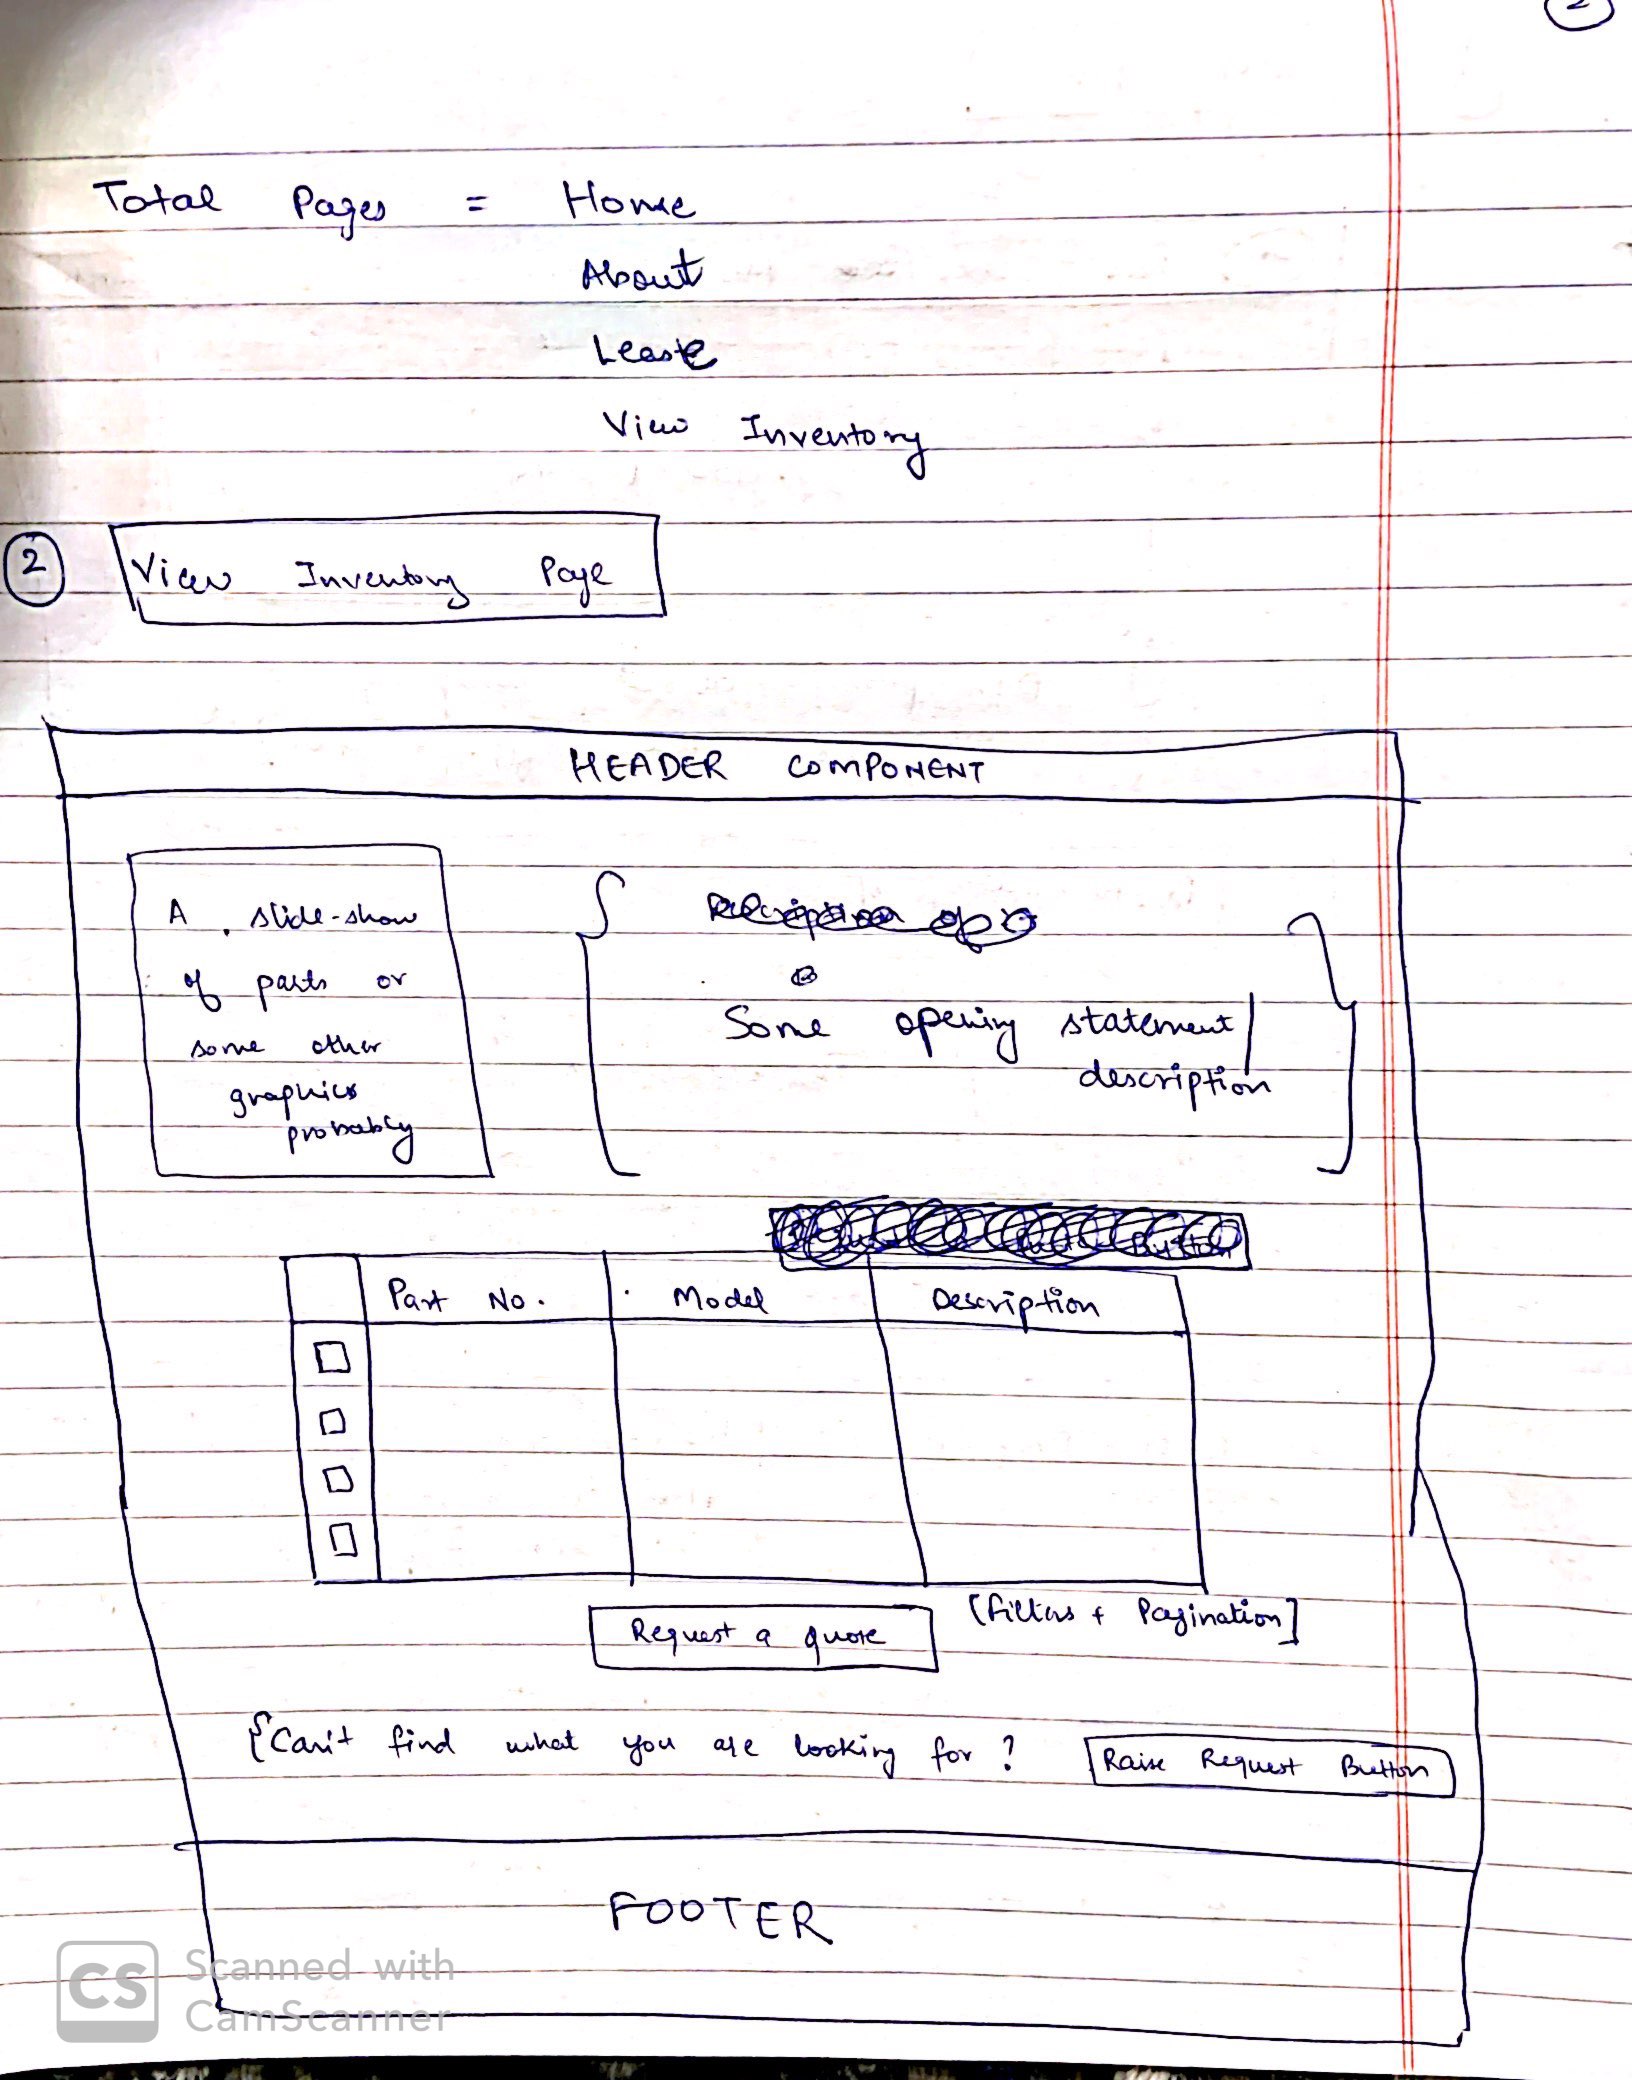 2
Total Pages = Home
About
Lease
View Inventory
2 View Inventory Page
HEADER COMPONENT
A slide-show
of parts or
some other
graphics
probably
Some opening statement/
description
Part No. Model Description
Request a quote
[Filters + Pagination]
{Can't find what you are looking for ? Raise Request Button
FOOTER
CS Scanned with
CamScanner